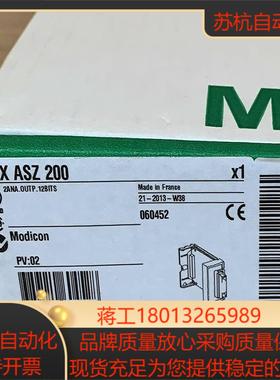 苏杭自动
M
X ASZ 200
x1
2ANA.OUTP.12BITS
Made in France
21-2013-W38
060452
CE
Modicon
PV:02
蒋工18013265989
自动化 品牌质量放心采购质量保
开票 现货充足为您提供稳定的